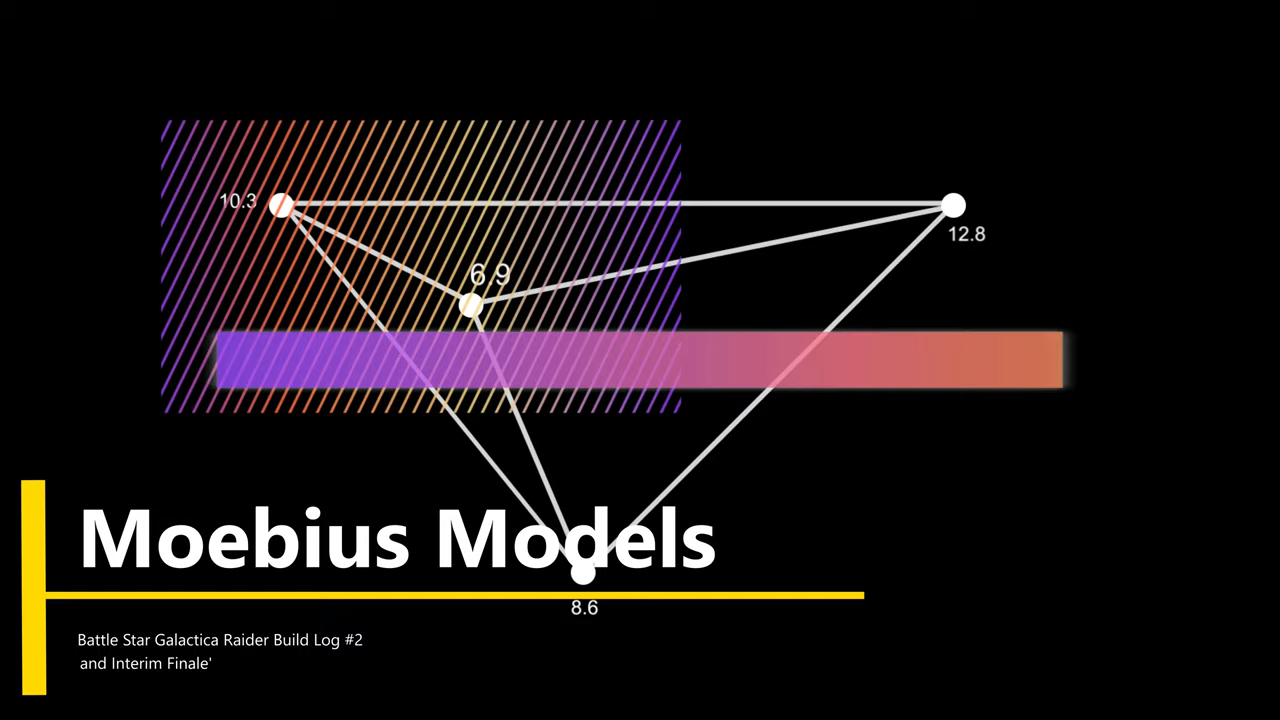 10.3
12.8
6.9
Moebius Models
8.6
Battle Star Galactica Raider Build Log #2
and Interim Finale'